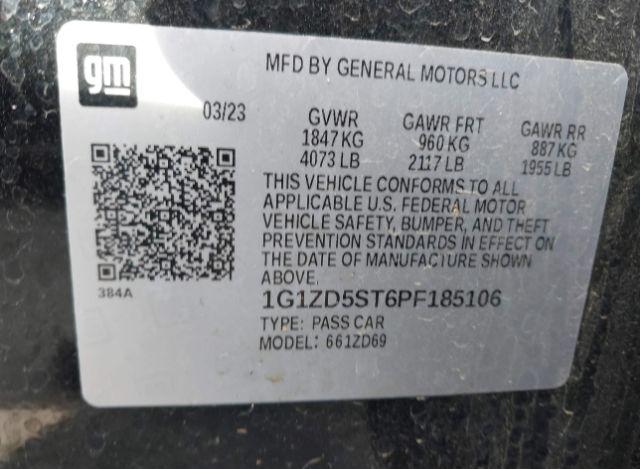 gm
MFD BY GENERAL MOTORS LLC
03/23
GVWR GAWR FRT GAWR RR
1847 KG 960 KG 887 KG
4073 LB 2117 LB 1955 LB
THIS VEHICLE CONFORMS TO ALL
APPLICABLE U.S. FEDERAL MOTOR
VEHICLE SAFETY, BUMPER, AND THEFT
PREVENTION STANDARDS IN EFFECT ON
THE DATE OF MANUFACTURE SHOWN
ABOVE.
384A
1G1ZD5ST6PF185106
TYPE: PASS CAR
MODEL: 661ZD69